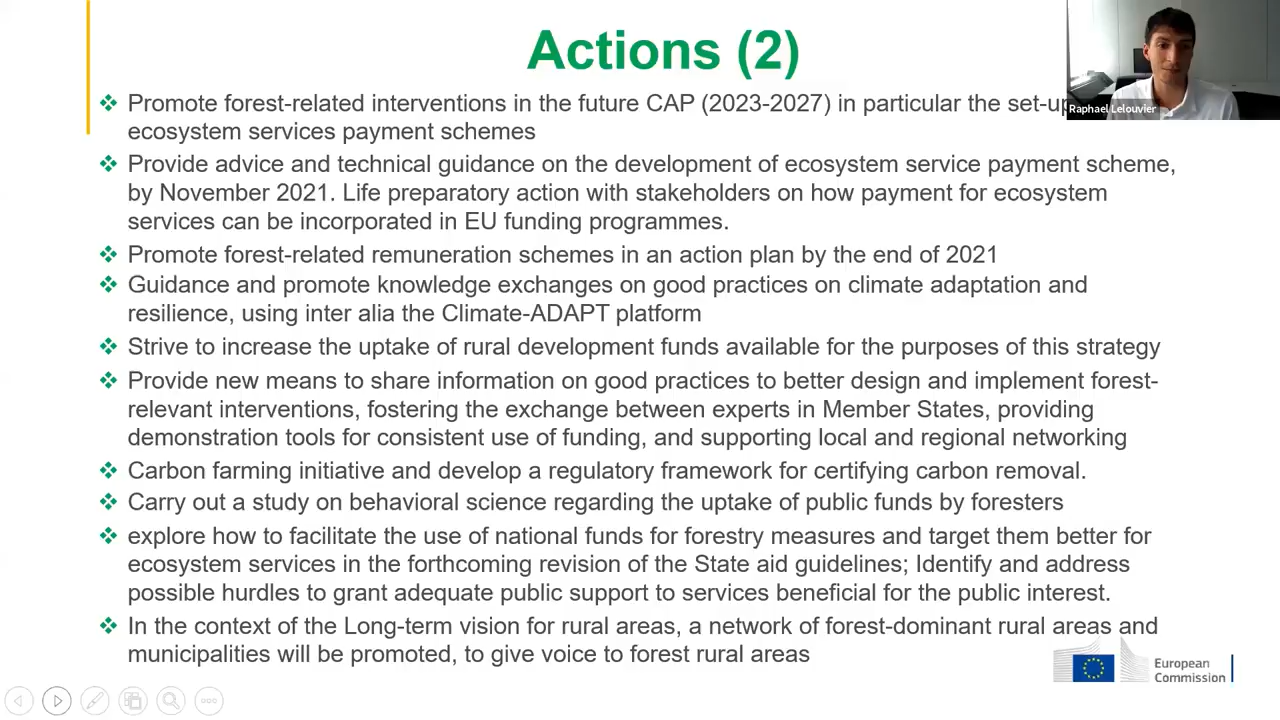 Actions (2)
Raphael Lelouvier
❖ Promote forest-related interventions in the future CAP (2023-2027) in particular the set-up
ecosystem services payment schemes
❖ Provide advice and technical guidance on the development of ecosystem service payment scheme,
by November 2021. Life preparatory action with stakeholders on how payment for ecosystem
services can be incorporated in EU funding programmes.
❖ Promote forest-related remuneration schemes in an action plan by the end of 2021
❖ Guidance and promote knowledge exchanges on good practices on climate adaptation and
resilience, using inter alia the Climate-ADAPT platform
❖ Strive to increase the uptake of rural development funds available for the purposes of this strategy
❖ Provide new means to share information on good practices to better design and implement forest-
relevant interventions, fostering the exchange between experts in Member States, providing
demonstration tools for consistent use of funding, and supporting local and regional networking
❖ Carbon farming initiative and develop a regulatory framework for certifying carbon removal.
❖ Carry out a study on behavioral science regarding the uptake of public funds by foresters
❖ explore how to facilitate the use of national funds for forestry measures and target them better for
ecosystem services in the forthcoming revision of the State aid guidelines; Identify and address
possible hurdles to grant adequate public support to services beneficial for the public interest.
❖ In the context of the Long-term vision for rural areas, a network of forest-dominant rural areas and
municipalities will be promoted, to give voice to forest rural areas
European
Commission